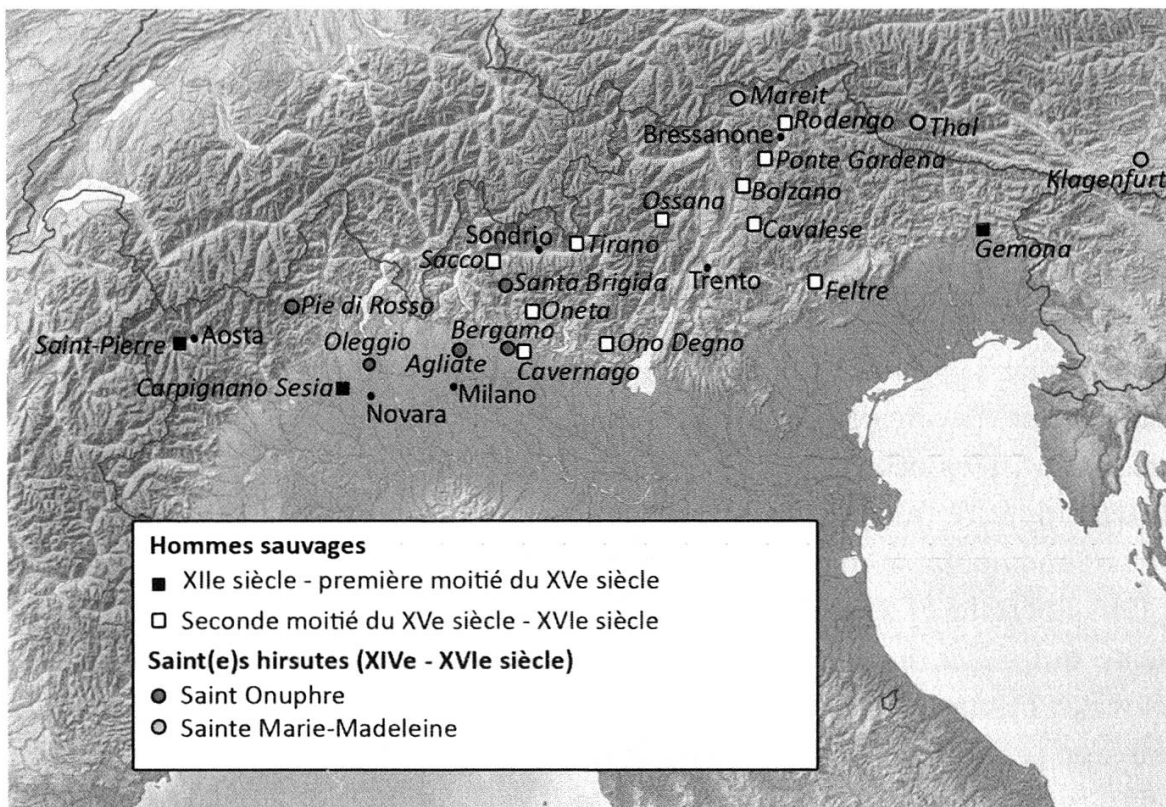 Mareit
Rodengo
Thal
Bressanone
Ponte Gardena
Klagenfurt
Bolzano
Ossana
Cavalese
Gemona
Sondrio
Tirano
Sacco
Trento
Santa Brigida
Feltre
Pie di Rosso
Oneta
Saint-Pierre
Aosta
Oleggio
Bergamo
Ono Degno
Agliate
Cavernago
Carpignano Sesia
Milano
Novara
Hommes sauvages
XIIe siècle - première moitié du XVe siècle
Seconde moitié du XVe siècle - XVIe siècle
Saint(e)s hirsutes (XIVe - XVIe siècle)
Saint Onuphre
Sainte Marie-Madeleine